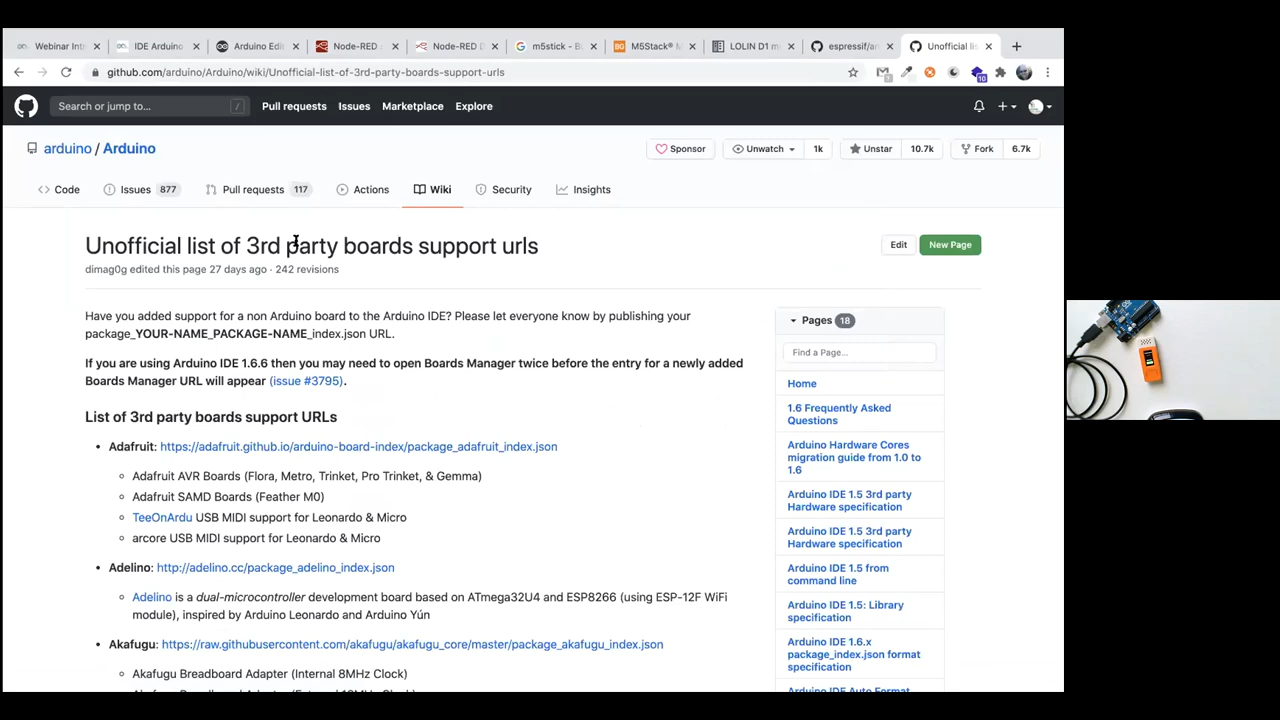 Webinar Int
IDE Arduino
Arduino Edit
Node-RED
Node-RED D
m5stick - B
M5Stack® M
LOLIN D1 m
espressif/ar
Unofficial lis
github.com/arduino/Arduino/wiki/Unofficial-list-of-3rd-party-boards-support-urls
10
Search or jump to...
/
Pull requests
Issues
Marketplace
Explore
arduino / Arduino
Sponsor
Unwatch
1k
Unstar
10.7k
Fork
6.7k
Code
Issues 877
Pull requests 117
Actions
Wiki
Security
Insights
Unofficial list of 3rd party boards support urls
Edit
New Page
dimag0g edited this page 27 days ago · 242 revisions
Have you added support for a non Arduino board to the Arduino IDE? Please let everyone know by publishing your
package_YOUR-NAME_PACKAGE-NAME_index.json URL.
If you are using Arduino IDE 1.6.6 then you may need to open Boards Manager twice before the entry for a newly added
Boards Manager URL will appear (issue #3795).
List of 3rd party boards support URLs
• Adafruit: https://adafruit.github.io/arduino-board-index/package_adafruit_index.json
Adafruit AVR Boards (Flora, Metro, Trinket, Pro Trinket, & Gemma)
Adafruit SAMD Boards (Feather M0)
TeeOnArdu USB MIDI support for Leonardo & Micro
arcore USB MIDI support for Leonardo & Micro
• Adelino: http://adelino.cc/package_adelino_index.json
Adelino is a dual-microcontroller development board based on ATmega32U4 and ESP8266 (using ESP-12F WiFi
module), inspired by Arduino Leonardo and Arduino Yún
• Akafugu: https://raw.githubusercontent.com/akafugu/akafugu_core/master/package_akafugu_index.json
Akafugu Breadboard Adapter (Internal 8MHz Clock)
Pages 18
Find a Page...
Home
1.6 Frequently Asked
Questions
Arduino Hardware Cores
migration guide from 1.0 to
1.6
Arduino IDE 1.5 3rd party
Hardware specification
Arduino IDE 1.5 3rd party
Hardware specification
Arduino IDE 1.5 from
command line
Arduino IDE 1.5: Library
specification
Arduino IDE 1.6.x
package_index.json format
specification
Arduino IDE Auto Format